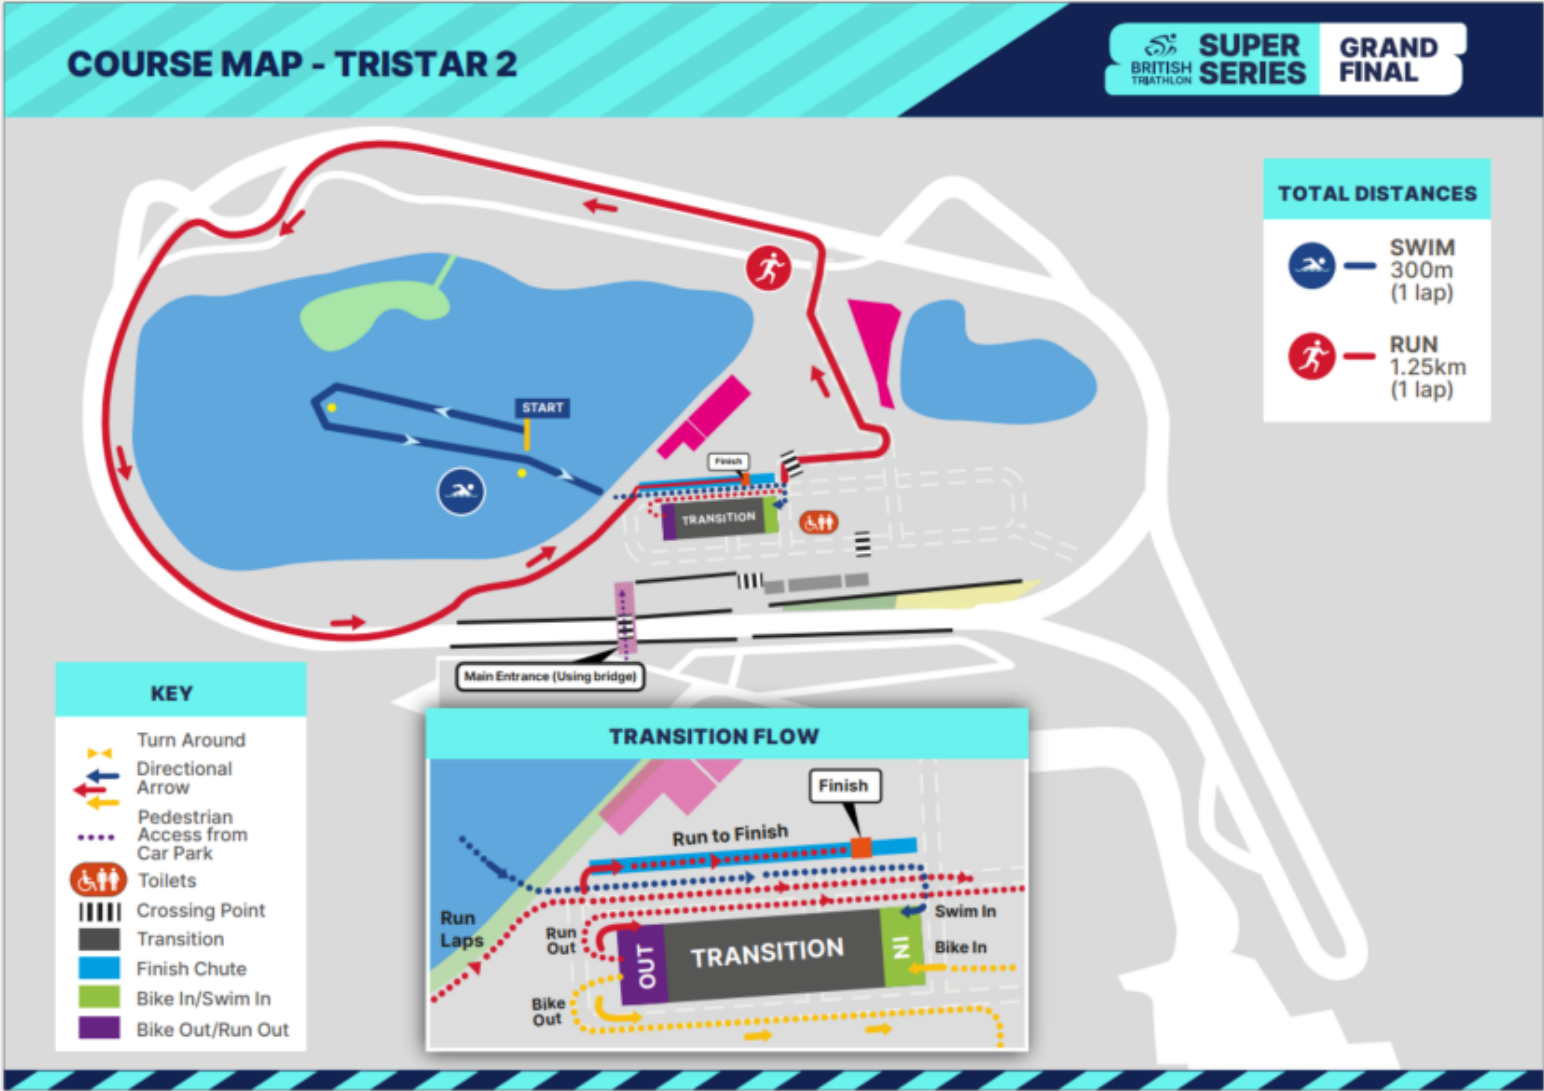 COURSE MAP - TRISTAR 2
BRITISH
TRIATHLON
SUPER
SERIES
GRAND
FINAL
TOTAL DISTANCES
SWIM
300m
(1 lap)
RUN
1.25km
(1 lap)
START
Finish
TRANSITION
Main Entrance (Using bridge)
KEY
Turn Around
Directional
Arrow
Pedestrian
Access from
Car Park
Toilets
Crossing Point
Transition
Finish Chute
Bike In/Swim In
Bike Out/Run Out
TRANSITION FLOW
Finish
Run to Finish
Run
Laps
Run
Out
Swim In
Bike In
OUT
TRANSITION
IN
Bike
Out